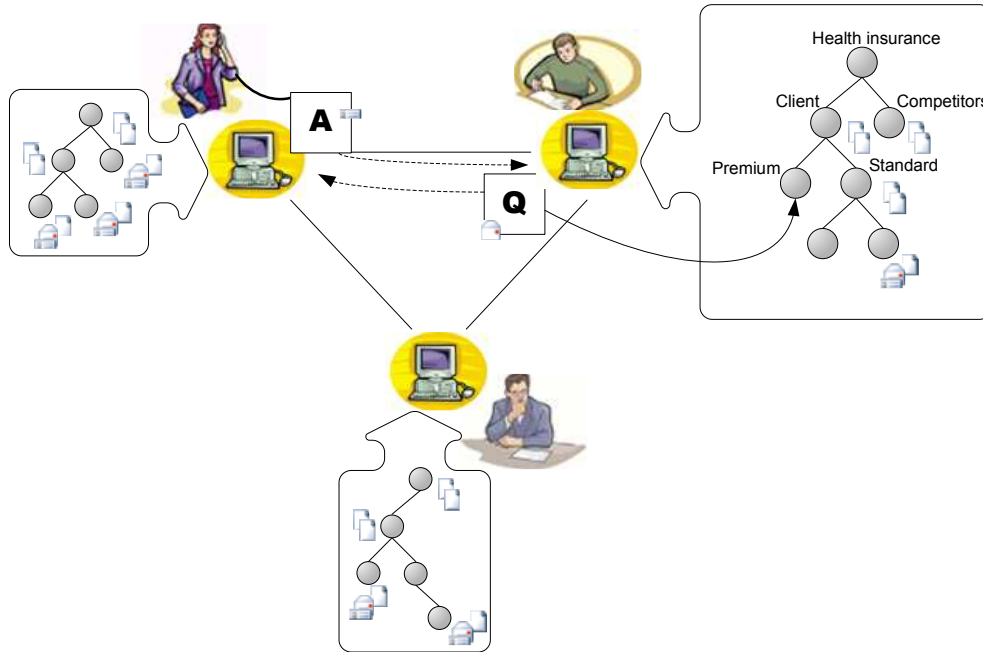 Health insurance
Client
Competitors
A
Premium
Standard
Q